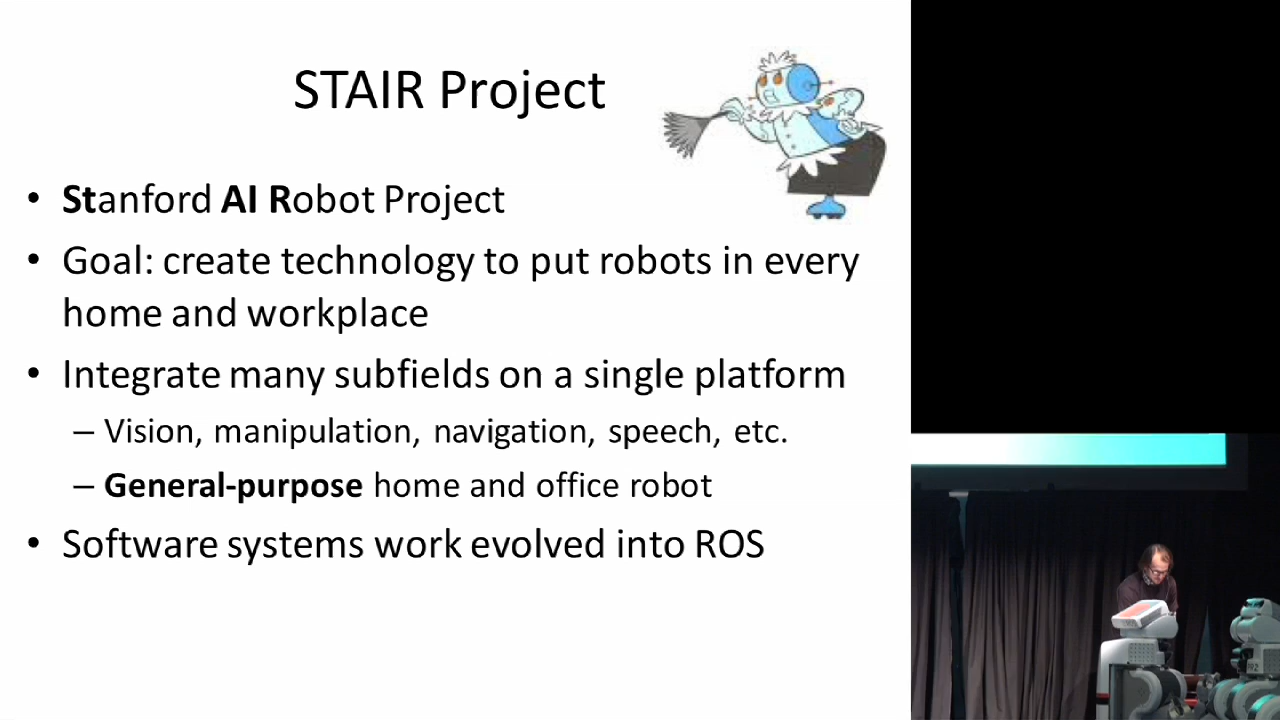 STAIR Project
• Stanford AI Robot Project
• Goal: create technology to put robots in every
home and workplace
• Integrate many subfields on a single platform
– Vision, manipulation, navigation, speech, etc.
– General-purpose home and office robot
• Software systems work evolved into ROS